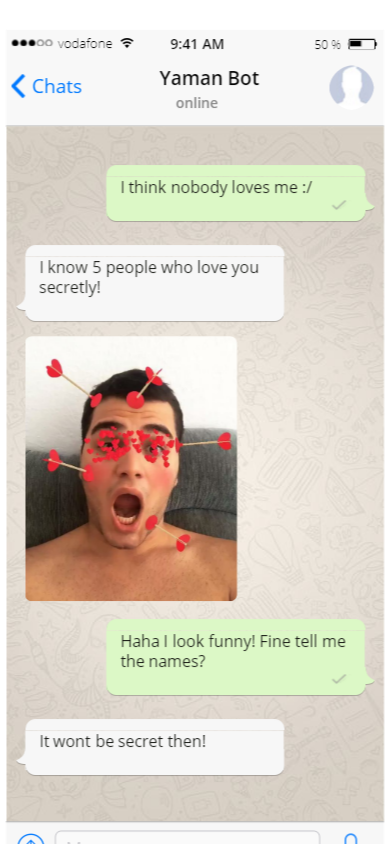 vodafone 9:41 AM 50 %
Chats Yaman Bot
online
I think nobody loves me :/
I know 5 people who love you
secretly!
Haha I look funny! Fine tell me
the names?
It wont be secret then!